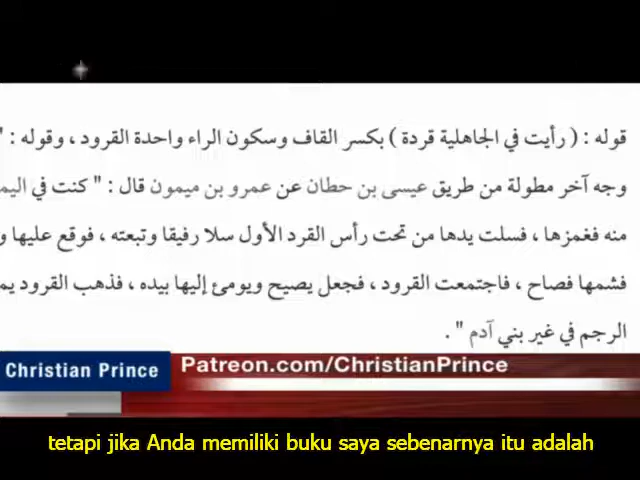 قوله : ( رأيت في الجاهلية قردة ) بكسر القاف وسكون الراء واحدة القرود ، وقوله : "
وجه آخر مطولة من طريق عيسى بن حطان عن عمرو بن ميمون قال : " كنت في
منه فغمزها ، فسلت يدها من تحت رأس القرد الأول سلا رفيقا وتبعته ، فوقع عليها
فشمها فصاح ، فاجتمعت القرود ، فجعل يصيح ويومئ إليها بيده ، فذهب القرود
الرجم في غير بني آدم " .
Patreon.com/ChristianPrince
Christian Prince
tetapi jika Anda memiliki buku saya sebenarnya itu adalah